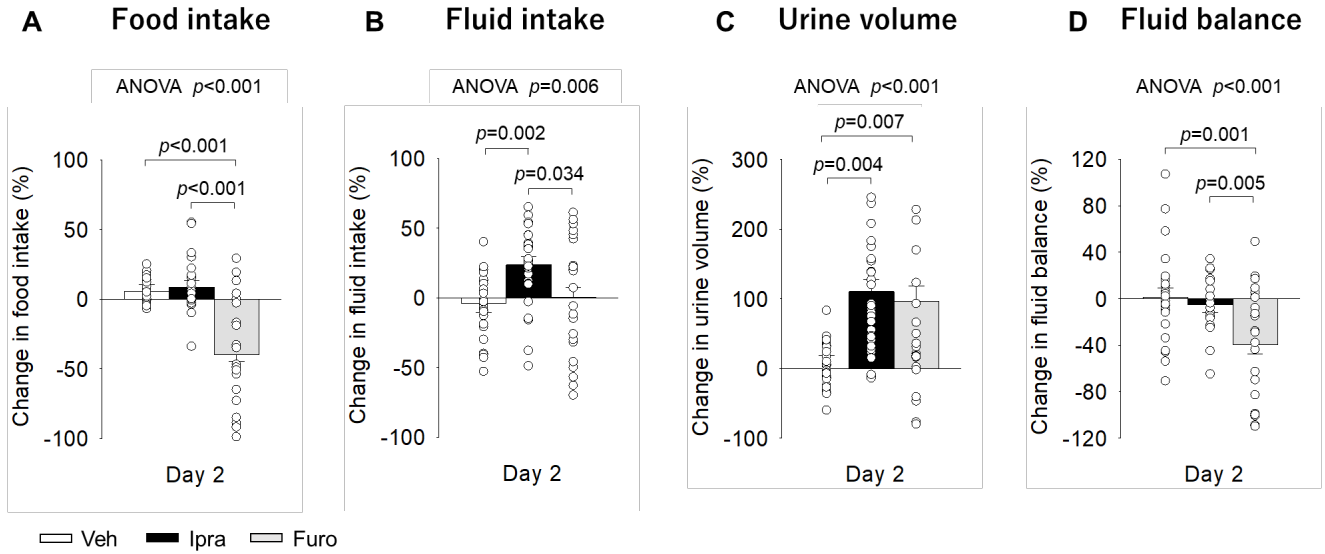 A Food intake
ANOVA p<0.001
p<0.001
p<0.001
Change in food intake (%)
100
50
0
-50
-100
Day 2
B Fluid intake
ANOVA p=0.006
p=0.002
p=0.034
Change in fluid intake (%)
100
50
0
-50
-100
Day 2
C Urine volume
ANOVA p<0.001
p=0.007
p=0.004
Change in urine volume (%)
300
200
100
0
-100
Day 2
D Fluid balance
ANOVA p<0.001
p=0.001
p=0.005
Change in fluid balance (%)
120
80
40
0
-40
-80
-120
Day 2
Veh Ipra Furo